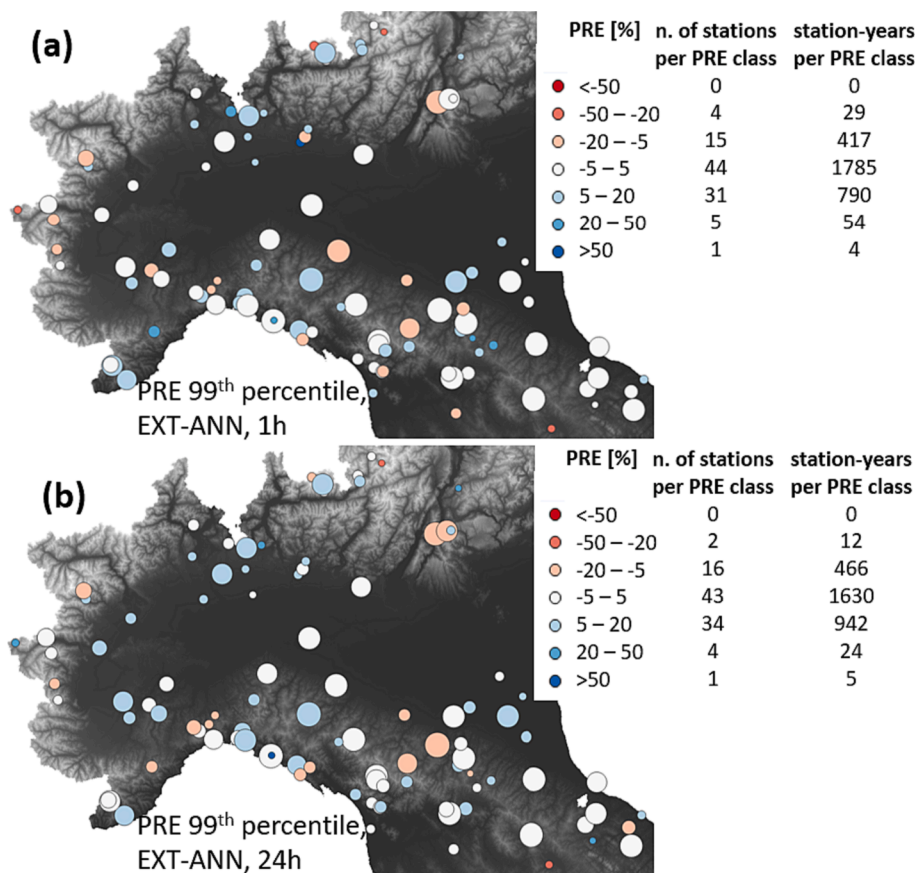 (a)
PRE [%] n. of stations station-years
per PRE class per PRE class
<-50 0 0
-50 – -20 4 29
-20 – -5 15 417
-5 – 5 44 1785
5 – 20 31 790
20 – 50 5 54
>50 1 4
PRE 99th percentile,
EXT-ANN, 1h
(b)
PRE [%] n. of stations station-years
per PRE class per PRE class
<-50 0 0
-50 – -20 2 12
-20 – -5 16 466
-5 – 5 43 1630
5 – 20 34 942
20 – 50 4 24
>50 1 5
PRE 99th percentile,
EXT-ANN, 24h